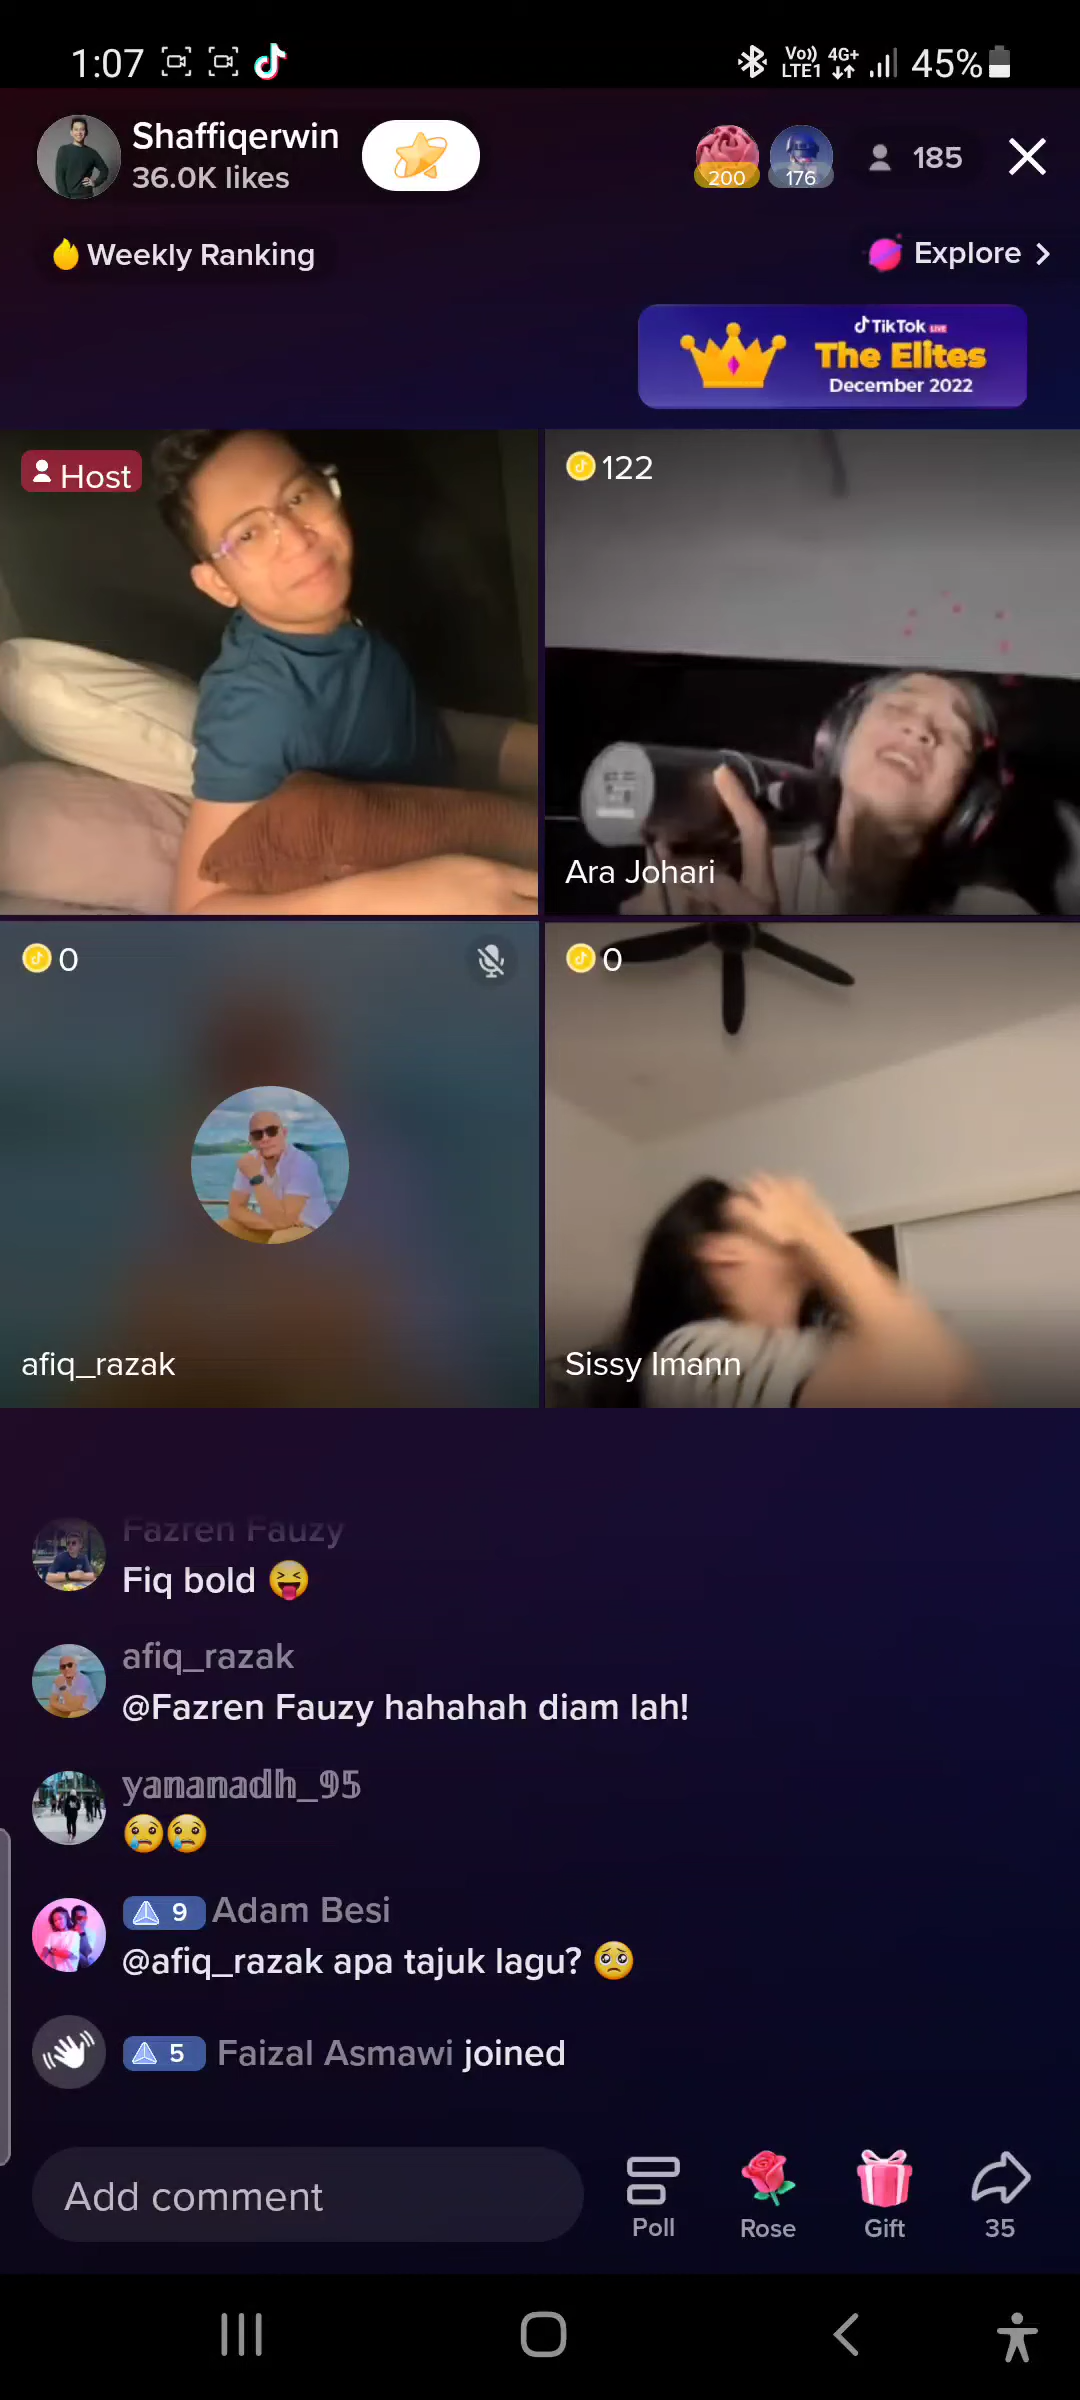 1:07
Vo)) LTE1 4G+ 45%
Shaffiqerwin
36.0K likes
200
176
185
Weekly Ranking
Explore
TikTok LIVE
The Elites
December 2022
Host
122
Ara Johari
0
0
afiq_razak
Sissy Imann
Fazren Fauzy
Fiq bold 😝
afiq_razak
@Fazren Fauzy hahahah diam lah!
𝕪𝕒𝕟𝕒𝕟𝕒𝕕𝕙_𝟡𝟝
😢😢
9 Adam Besi
@afiq_razak apa tajuk lagu? 🥺
5 Faizal Asmawi joined
Add comment
Poll
Rose
Gift
35